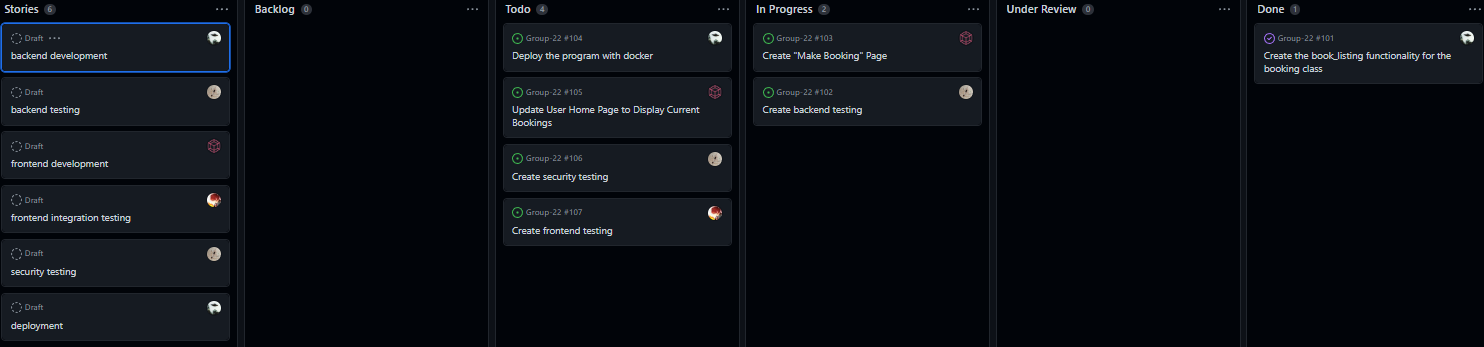 Stories 6
Draft
backend development
Draft
backend testing
Draft
frontend development
Draft
frontend integration testing
Draft
security testing
Draft
deployment
Backlog 0
Todo 4
Group-22 #104
Deploy the program with docker
Group-22 #105
Update User Home Page to Display Current
Bookings
Group-22 #106
Create security testing
Group-22 #107
Create frontend testing
In Progress 2
Group-22 #103
Create "Make Booking" Page
Group-22 #102
Create backend testing
Under Review 0
Done 1
Group-22 #101
Create the book_listing functionality for the
booking class